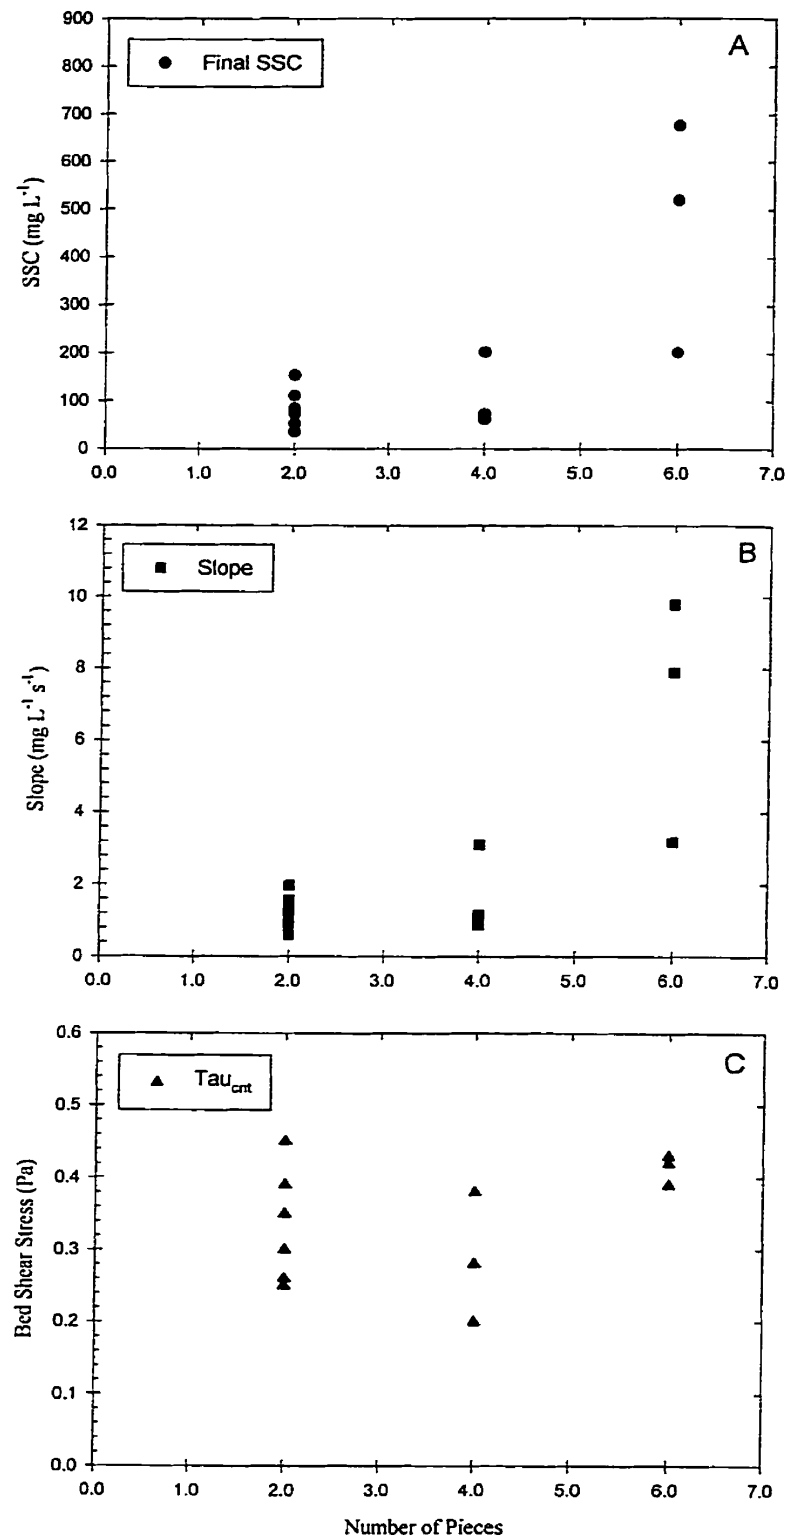 A
Final SSC
900
800
700
600
500
400
300
200
100
0
SSC (mg L-1)
0.0 1.0 2.0 3.0 4.0 5.0 6.0 7.0
B
Slope
12
10
8
6
4
2
0
Slope (mg L-1 s-1)
0.0 1.0 2.0 3.0 4.0 5.0 6.0 7.0
C
Taucrit
0.6
0.5
0.4
0.3
0.2
0.1
0.0
Bed Shear Stress (Pa)
0.0 1.0 2.0 3.0 4.0 5.0 6.0 7.0
Number of Pieces